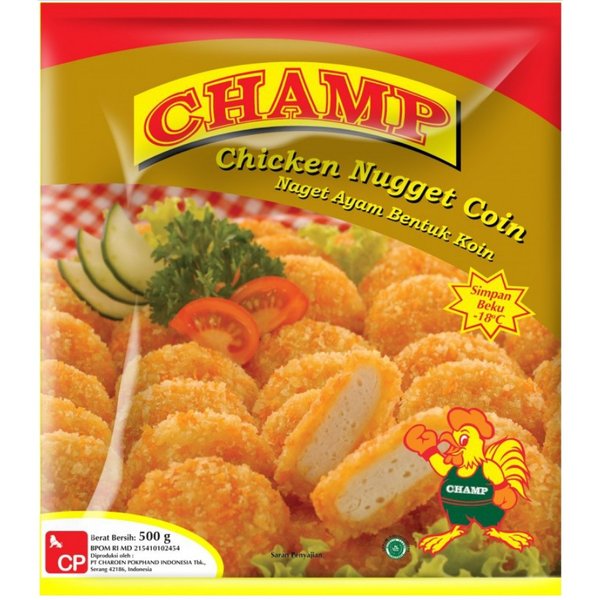 CHAMP
Chicken Nugget Coin
Naget Ayam Bentuk Koin
Simpan
Beku
-18°C
CHAMP
CP
Berat Bersih: 500 g
BPOM RI MD 215410102454
Diproduksi oleh :
PT CHAROEN POKPHAND INDONESIA Tbk.,
Serang 42186, Indonesia
Saran Penyajian